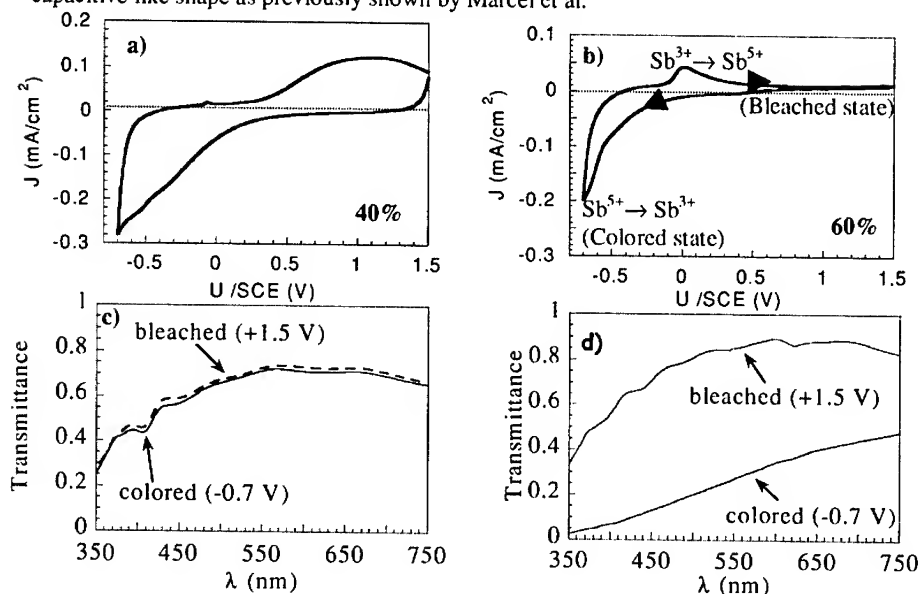 capacitive-like shape as previously shown by Marcel et al.
a)
J (mA/cm²)
0.1
0
-0.1
-0.2
-0.3
40%
-0.5 0 0.5 1 1.5
U /SCE (V)
b)
J (mA/cm²)
0.1
0
-0.1
-0.2
-0.3
Sb³⁺→ Sb⁵⁺
(Bleached state)
Sb⁵⁺→ Sb³⁺
(Colored state)
60%
-0.5 0 0.5 1 1.5
U /SCE (V)
c)
Transmittance
1
0.8
0.6
0.4
0.2
0
bleached (+1.5 V)
colored (-0.7 V)
350 450 550 650 750
λ (nm)
d)
Transmittance
1
0.8
0.6
0.4
0.2
0
bleached (+1.5 V)
colored (-0.7 V)
350 450 550 650 750
λ (nm)